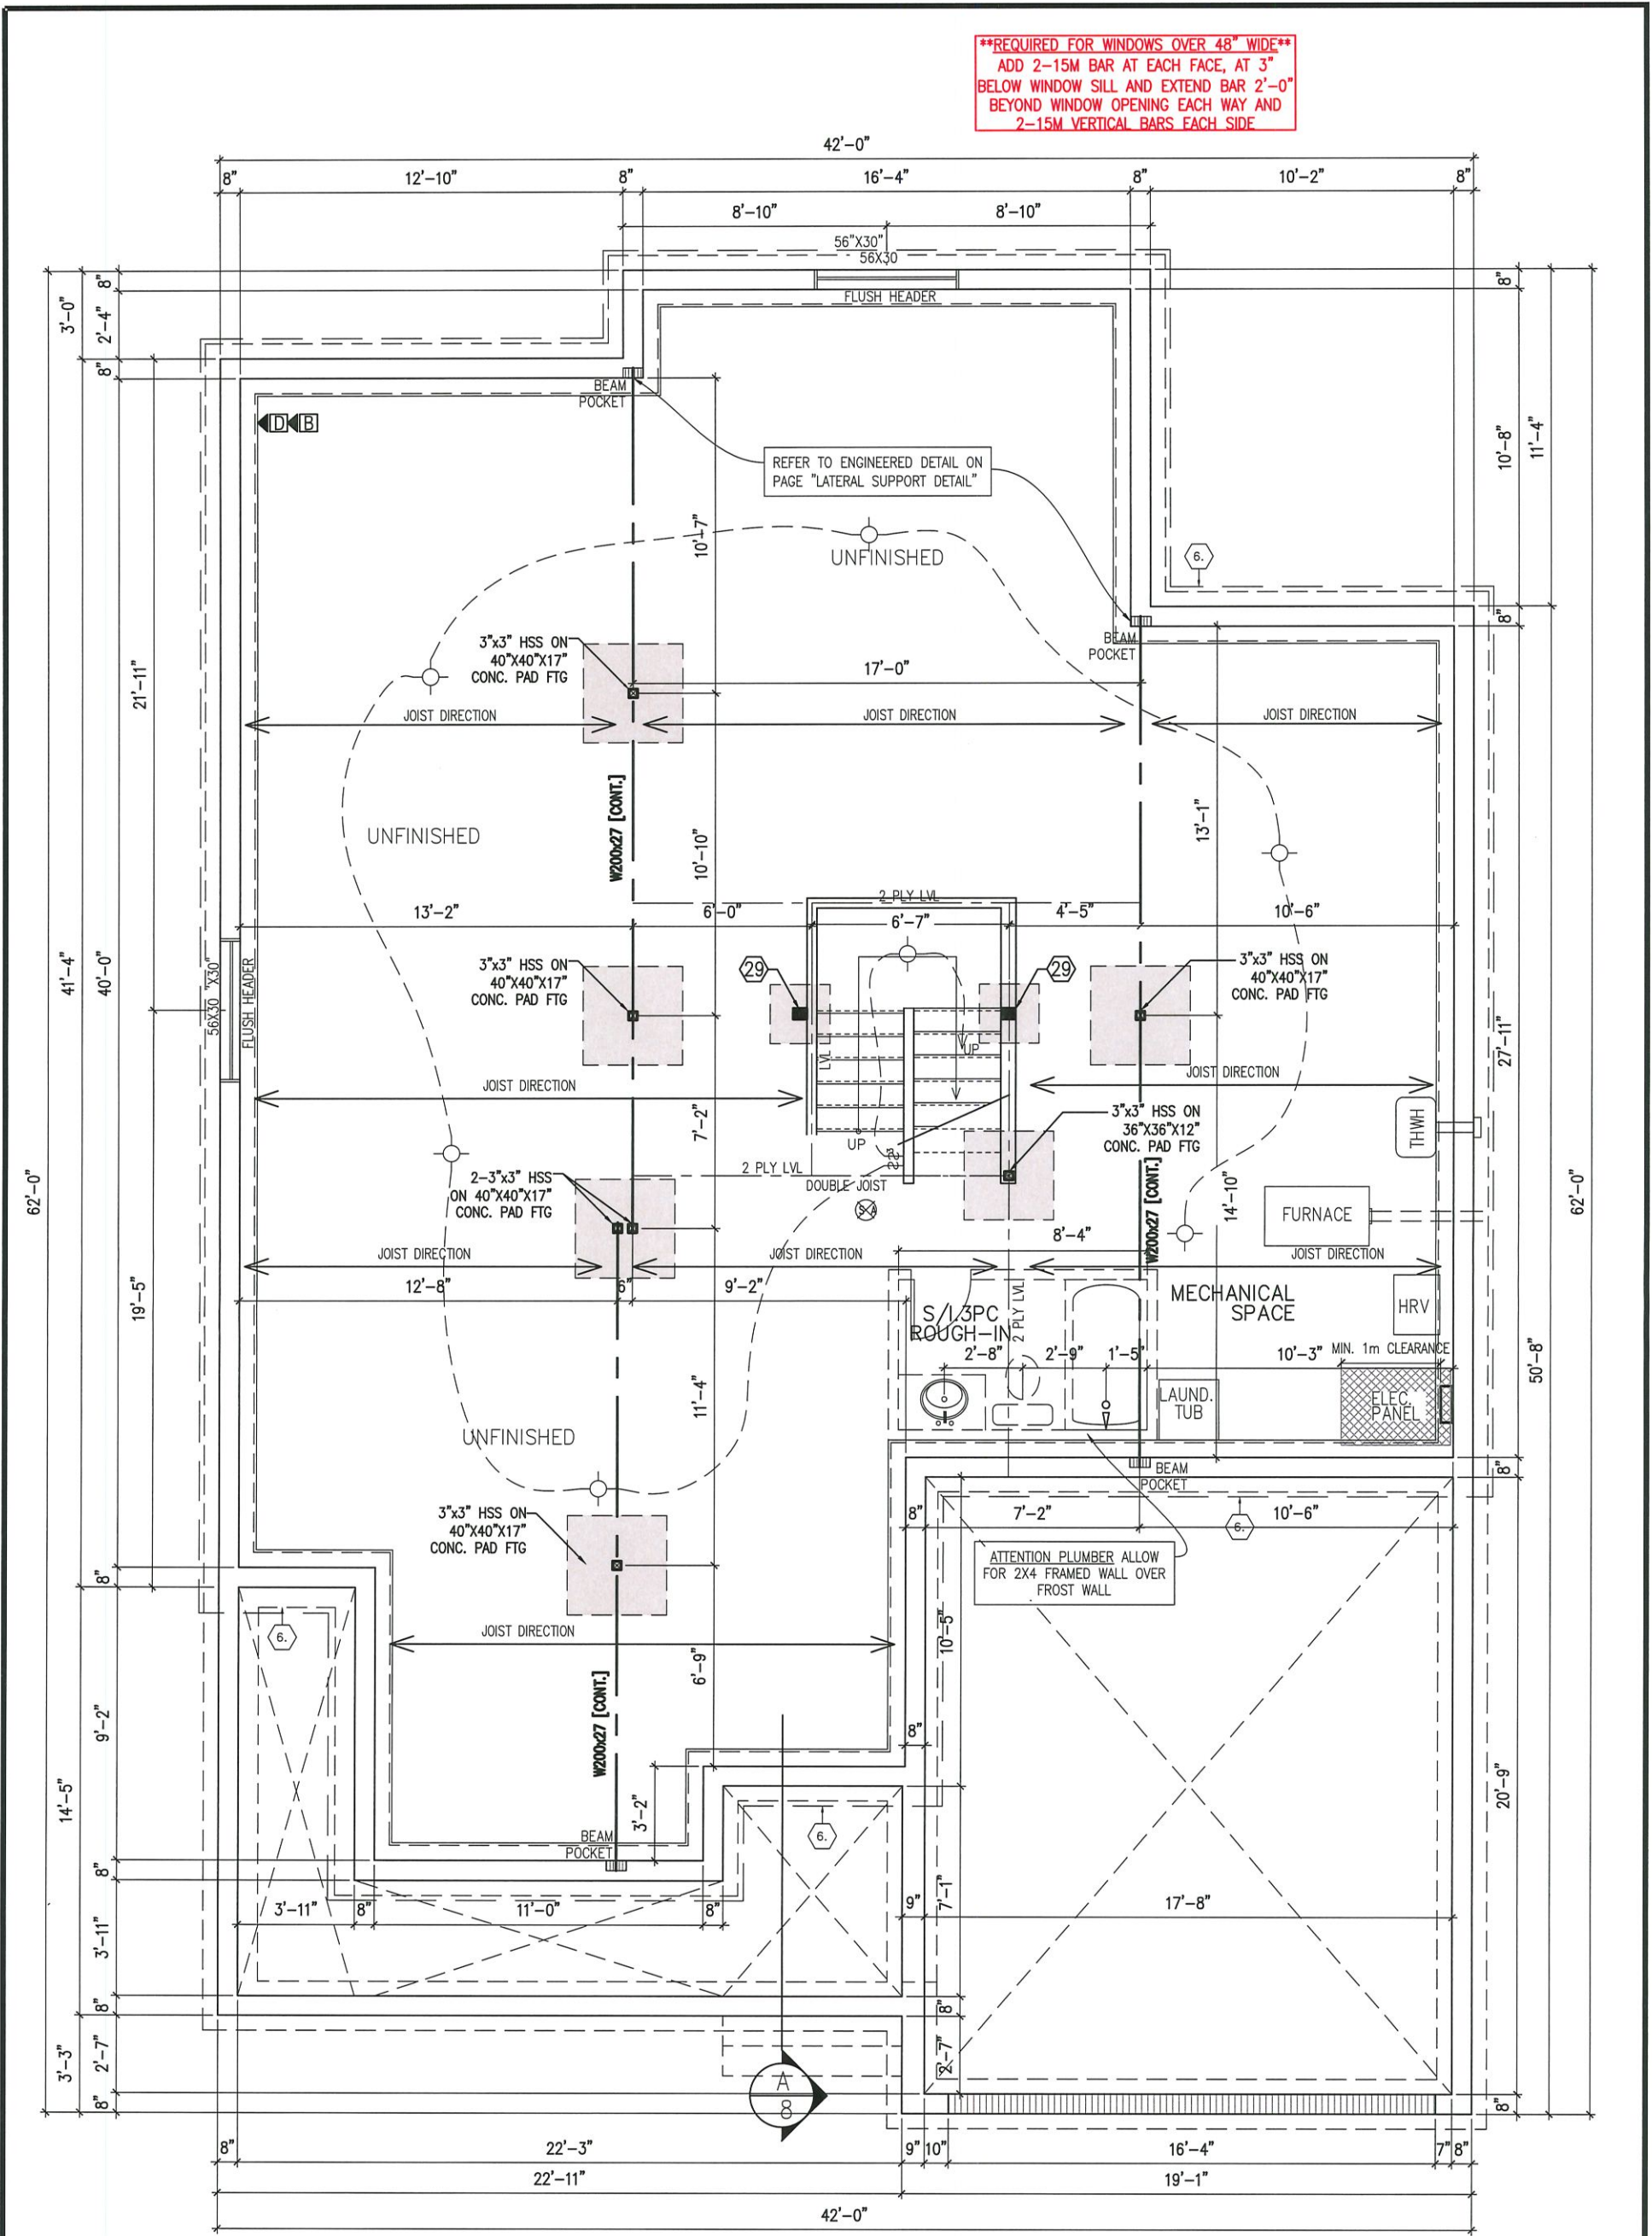 **REQUIRED FOR WINDOWS OVER 48" WIDE**
ADD 2-15M BAR AT EACH FACE, AT 3"
BELOW WINDOW SILL AND EXTEND BAR 2'-0"
BEYOND WINDOW OPENING EACH WAY AND
2-15M VERTICAL BARS EACH SIDE
42'-0"
8" 12'-10" 8" 16'-4" 8" 10'-2" 8"
8'-10" 8'-10"
56"X30"
56X30
FLUSH HEADER
8"
3'-0"
2'-4"
8"
8"
BEAM
POCKET
D B
REFER TO ENGINEERED DETAIL ON
PAGE "LATERAL SUPPORT DETAIL"
10'-8"
11'-4"
10'-7"
UNFINISHED
6.
8"
BEAM
POCKET
3"x3" HSS ON
40"X40"X17"
CONC. PAD FTG
17'-0"
21'-11"
JOIST DIRECTION
JOIST DIRECTION
JOIST DIRECTION
W200x27 [CONT.]
UNFINISHED
10'-10"
13'-1"
2 PLY LVL
13'-2" 6'-0" 6'-7" 4'-5" 10'-6"
41'-4"
40'-0"
56X30 "X30"
FLUSH HEADER
3"x3" HSS ON
40"X40"X17"
CONC. PAD FTG
29
29
3"x3" HSS ON
40"X40"X17"
CONC. PAD FTG
27'-11"
LVL
UP
JOIST DIRECTION
JOIST DIRECTION
7'-2"
UP
3"x3" HSS ON
36"X36"X12"
CONC. PAD FTG
THWH
62'-0"
62'-0"
2 PLY LVL
DOUBLE JOIST
2-3"x3" HSS
ON 40"X40"X17"
CONC. PAD FTG
W200x27 [CONT.]
14'-10"
FURNACE
8'-4"
JOIST DIRECTION
JOIST DIRECTION
JOIST DIRECTION
12'-8" 6" 9'-2"
19'-5"
MECHANICAL
SPACE
HRV
S/I.3PC
ROUGH-IN
2 PLY LVL
2'-8" 2'-9" 1'-5" 10'-3" MIN. 1m CLEARANCE
50'-8"
LAUND.
TUB
ELEC.
PANEL
11'-4"
UNFINISHED
BEAM
POCKET
8"
8" 7'-2" 10'-6"
6.
3"x3" HSS ON
40"X40"X17"
CONC. PAD FTG
ATTENTION PLUMBER ALLOW
FOR 2X4 FRAMED WALL OVER
FROST WALL
8"
6.
JOIST DIRECTION
10'-5"
6'-9"
W200x27 [CONT.]
9'-2"
8"
14'-5"
3'-2"
20'-9"
BEAM
POCKET
6.
8"
3'-11" 8" 11'-0" 8" 9" 7'-1" 17'-8"
3'-11"
8"
8"
3'-3"
2'-7"
2'-7"
A
8
8"
8"
8" 22'-3" 9" 10" 16'-4" 7" 8"
22'-11" 19'-1"
42'-0"